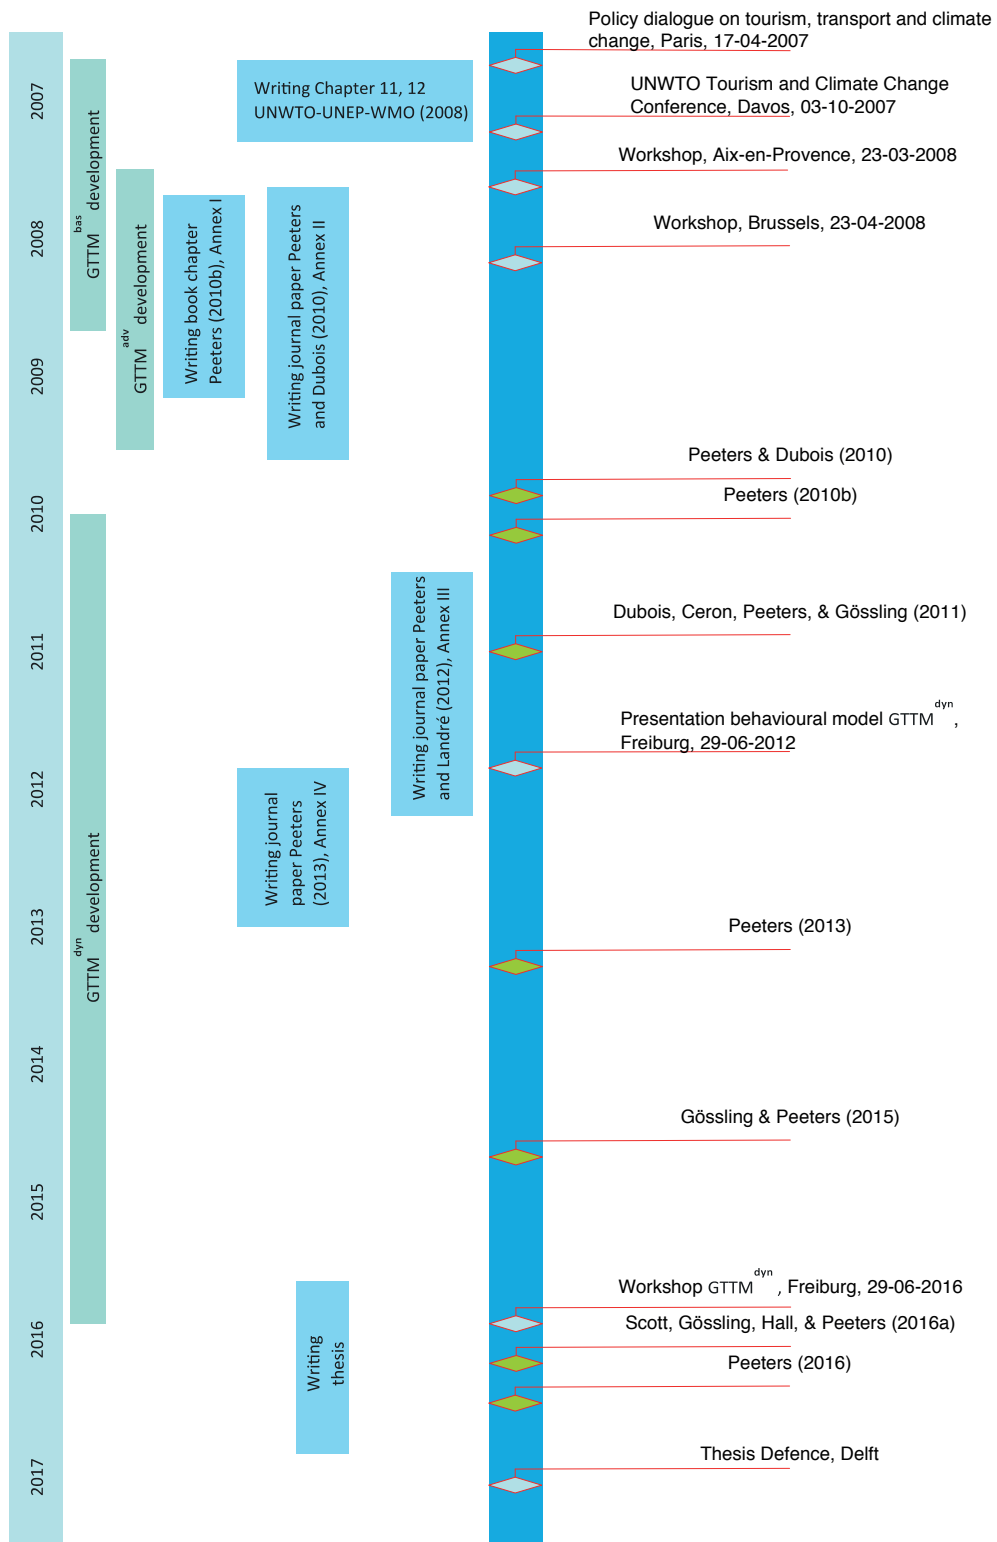 2007
2008
2009
2010
2011
2012
2013
2014
2015
2016
2017
GTTM bas development
GTTM adv development
GTTM dyn development
Writing Chapter 11, 12
UNWTO-UNEP-WMO (2008)
Writing book chapter
Peeters (2010b), Annex I
Writing journal paper Peeters
and Dubois (2010), Annex II
Writing journal paper Peeters
and Landré (2012), Annex III
Writing journal
paper Peeters
(2013), Annex IV
Writing
thesis
Policy dialogue on tourism, transport and climate
change, Paris, 17-04-2007
UNWTO Tourism and Climate Change
Conference, Davos, 03-10-2007
Workshop, Aix-en-Provence, 23-03-2008
Workshop, Brussels, 23-04-2008
Peeters & Dubois (2010)
Peeters (2010b)
Dubois, Ceron, Peeters, & Gössling (2011)
Presentation behavioural model GTTM dyn,
Freiburg, 29-06-2012
Peeters (2013)
Gössling & Peeters (2015)
Workshop GTTM dyn , Freiburg, 29-06-2016
Scott, Gössling, Hall, & Peeters (2016a)
Peeters (2016)
Thesis Defence, Delft